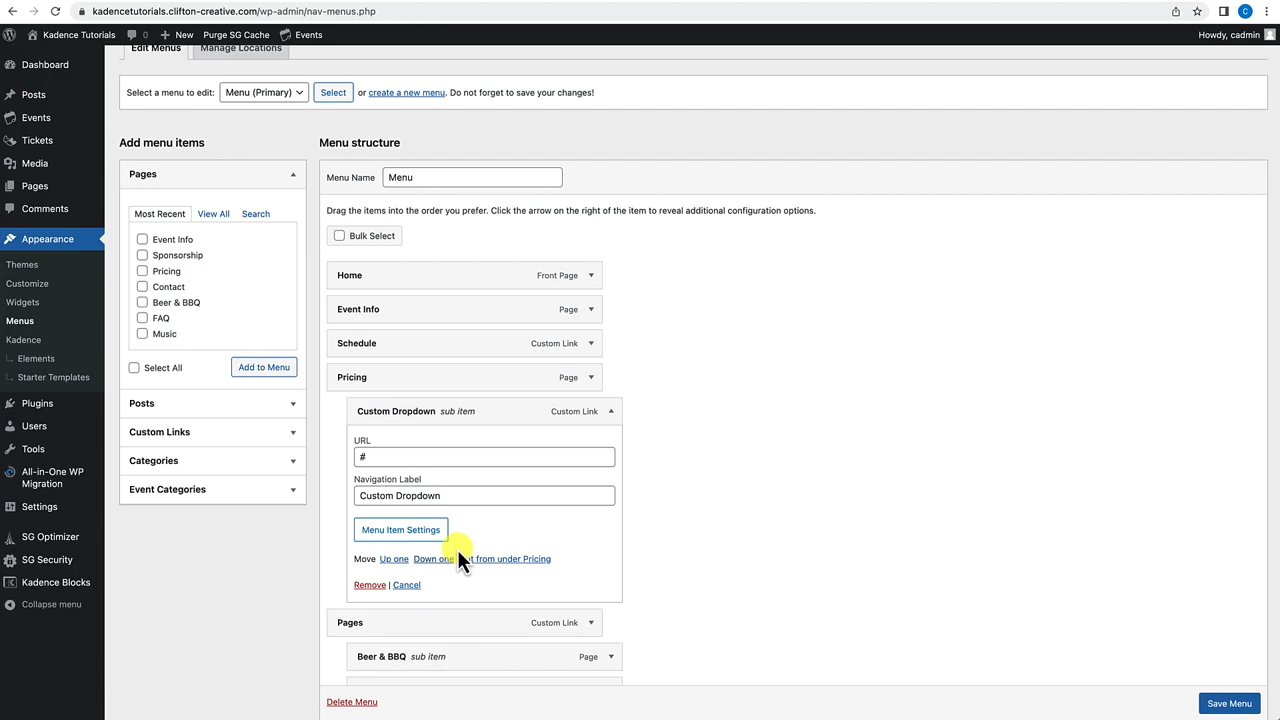 kadencetutorials.clifton-creative.com/wp-admin/nav-menus.php
C
Kadence Tutorials 0 New Purge SG Cache Events Howdy, cadmin
Edit Menus Manage Locations
Dashboard
Posts
Events
Tickets
Media
Pages
Comments
Appearance
Themes
Customize
Widgets
Menus
Kadence
Elements
Starter Templates
Plugins
Users
Tools
All-in-One WP
Migration
Settings
SG Optimizer
SG Security
Kadence Blocks
Collapse menu
Select a menu to edit: Menu (Primary) Select or create a new menu. Do not forget to save your changes!
Add menu items
Pages
Most Recent View All Search
Event Info
Sponsorship
Pricing
Contact
Beer & BBQ
FAQ
Music
Select All Add to Menu
Posts
Custom Links
Categories
Event Categories
Menu structure
Menu Name Menu
Drag the items into the order you prefer. Click the arrow on the right of the item to reveal additional configuration options.
Bulk Select
Home Front Page
Event Info Page
Schedule Custom Link
Pricing Page
Custom Dropdown sub item Custom Link
URL
#
Navigation Label
Custom Dropdown
Menu Item Settings
Move Up one Down one from under Pricing
Remove | Cancel
Pages Custom Link
Beer & BBQ sub item Page
Delete Menu Save Menu